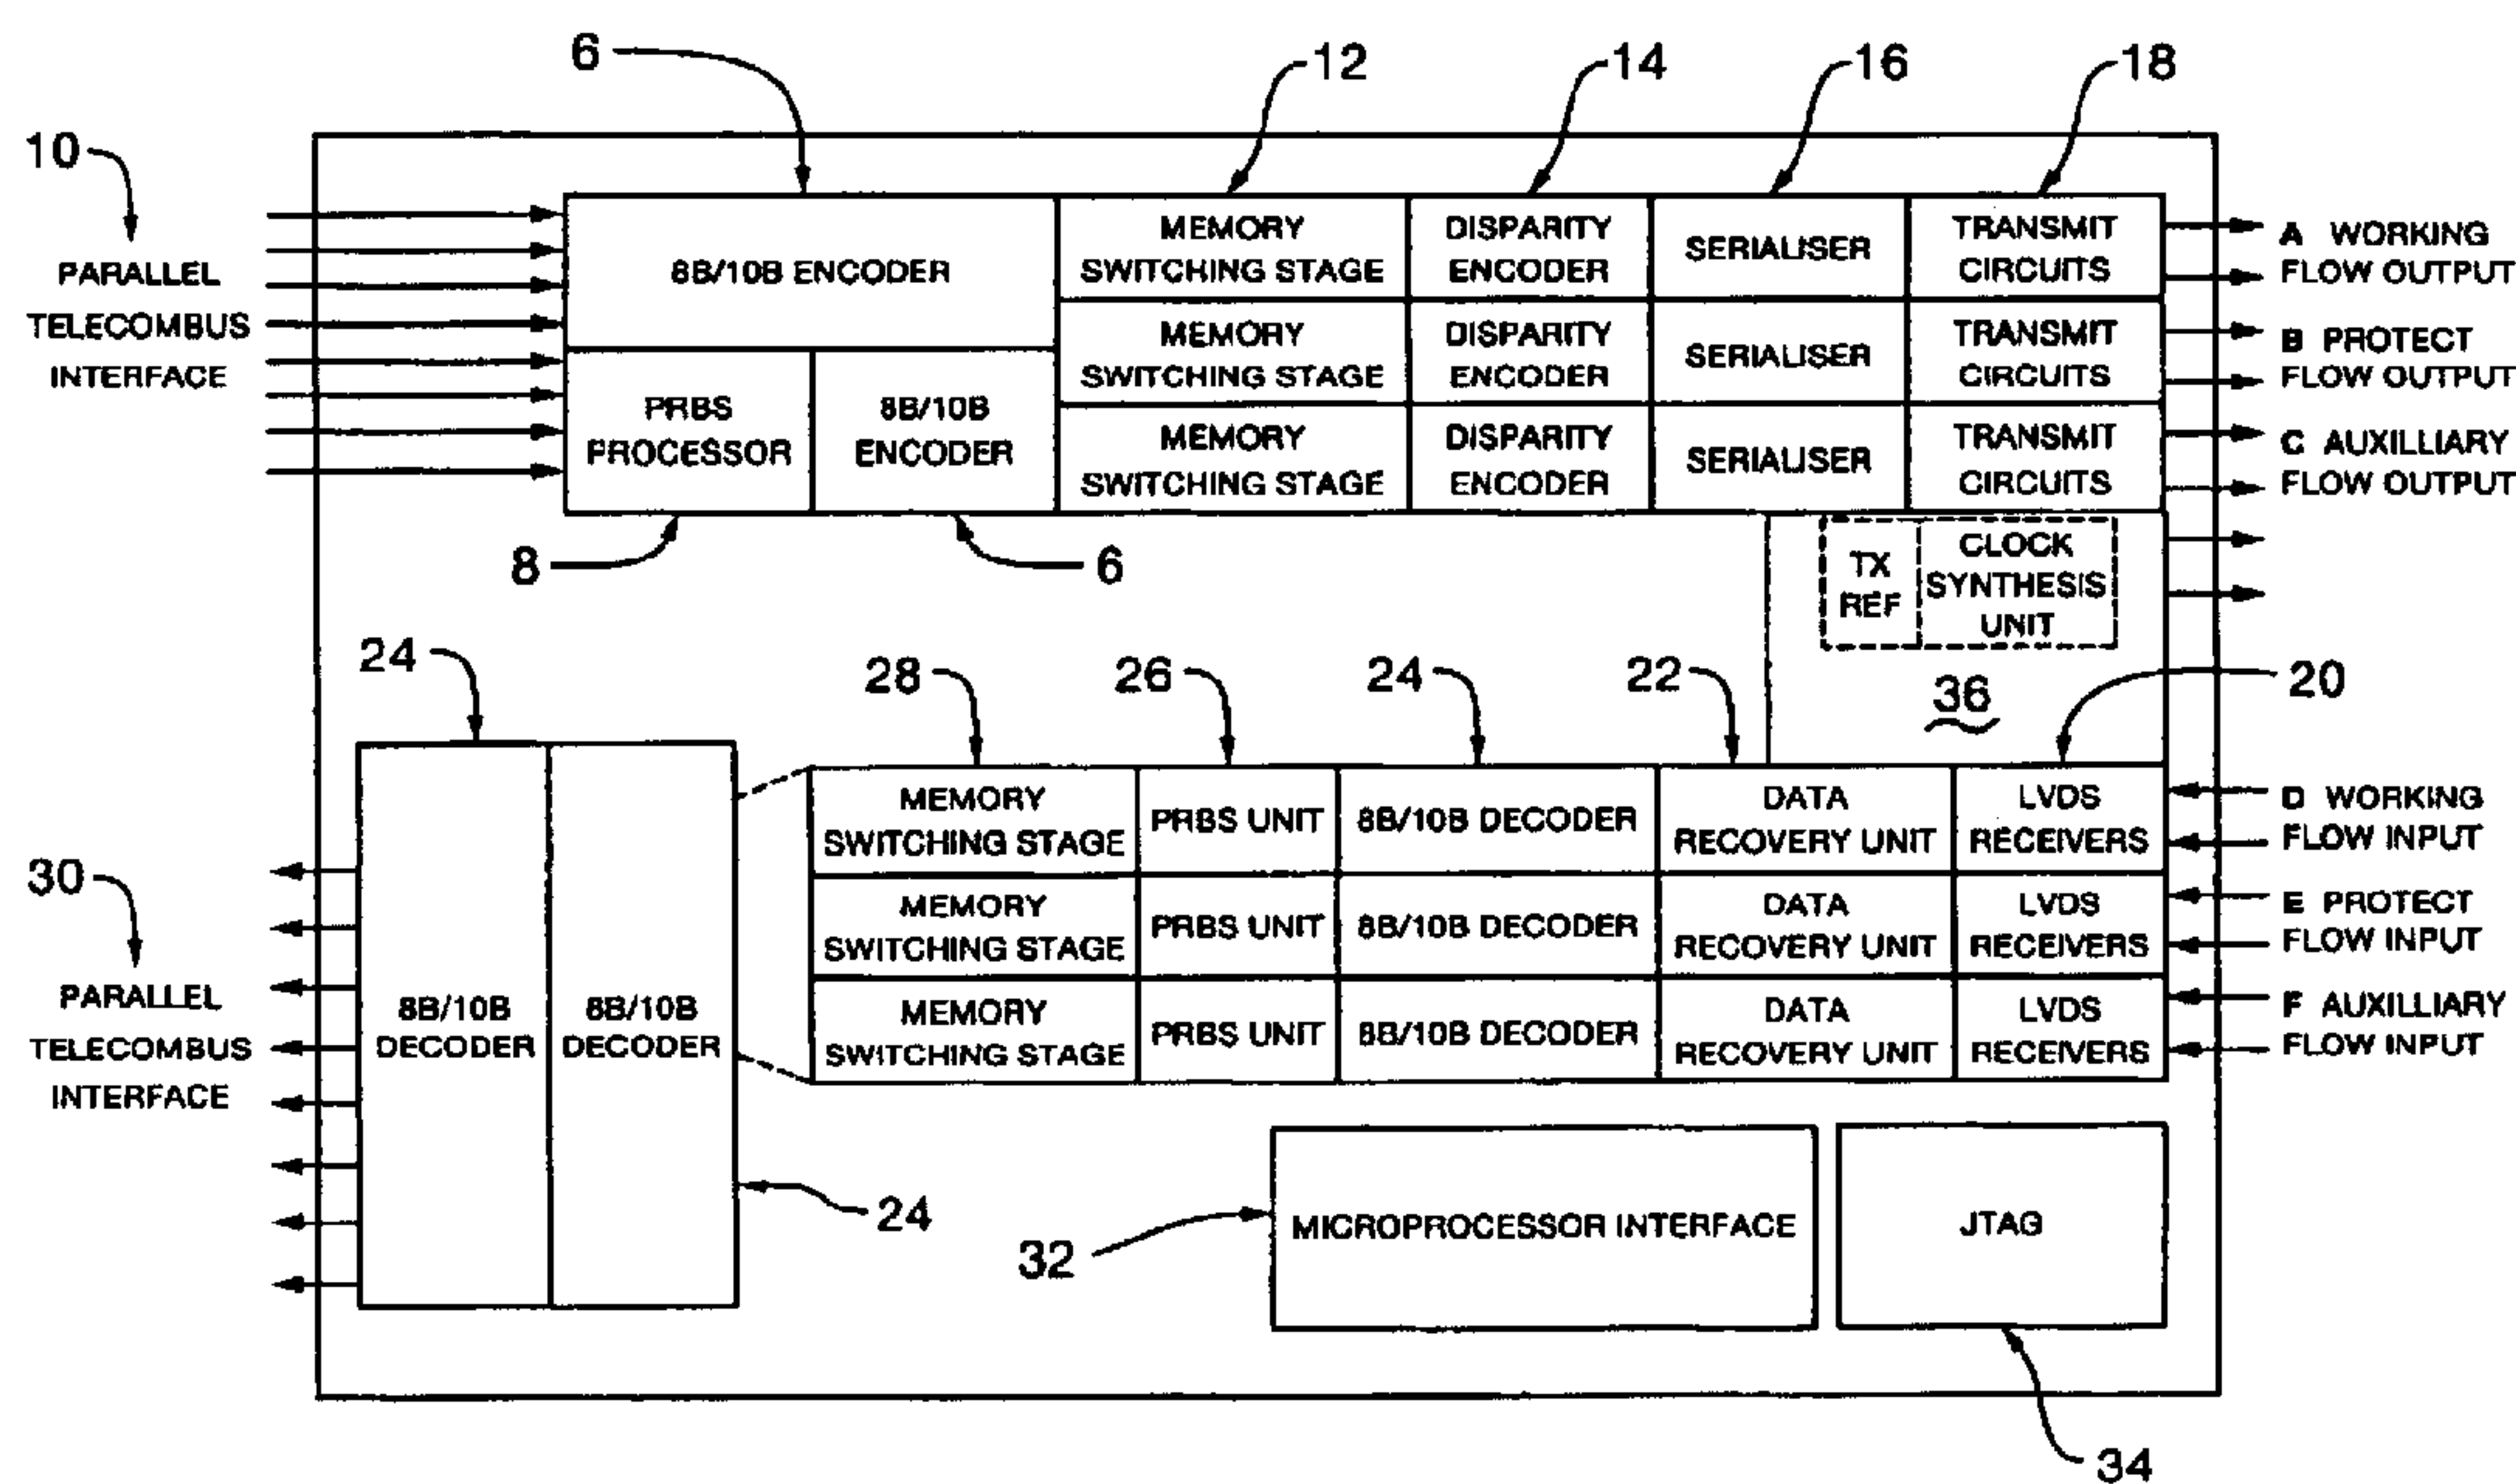 6
12
14
16
18
10
PARALLEL
TELECOMBUS
INTERFACE
8B/10B ENCODER
PRBS
PROCESSOR
8B/10B
ENCODER
MEMORY
SWITCHING STAGE
DISPARITY
ENCODER
SERIALISER
TRANSMIT
CIRCUITS
A WORKING
FLOW OUTPUT
MEMORY
SWITCHING STAGE
DISPARITY
ENCODER
SERIALISER
TRANSMIT
CIRCUITS
B PROTECT
FLOW OUTPUT
MEMORY
SWITCHING STAGE
DISPARITY
ENCODER
SERIALISER
TRANSMIT
CIRCUITS
C AUXILLIARY
FLOW OUTPUT
8
6
TX
REF
CLOCK
SYNTHESIS
UNIT
36
24
28
26
24
22
20
30
PARALLEL
TELECOMBUS
INTERFACE
8B/10B
DECODER
8B/10B
DECODER
MEMORY
SWITCHING STAGE
PRBS UNIT
8B/10B DECODER
DATA
RECOVERY UNIT
LVDS
RECEIVERS
D WORKING
FLOW INPUT
MEMORY
SWITCHING STAGE
PRBS UNIT
8B/10B DECODER
DATA
RECOVERY UNIT
LVDS
RECEIVERS
E PROTECT
FLOW INPUT
MEMORY
SWITCHING STAGE
PRBS UNIT
8B/10B DECODER
DATA
RECOVERY UNIT
LVDS
RECEIVERS
F AUXILLIARY
FLOW INPUT
24
32
MICROPROCESSOR INTERFACE
JTAG
34